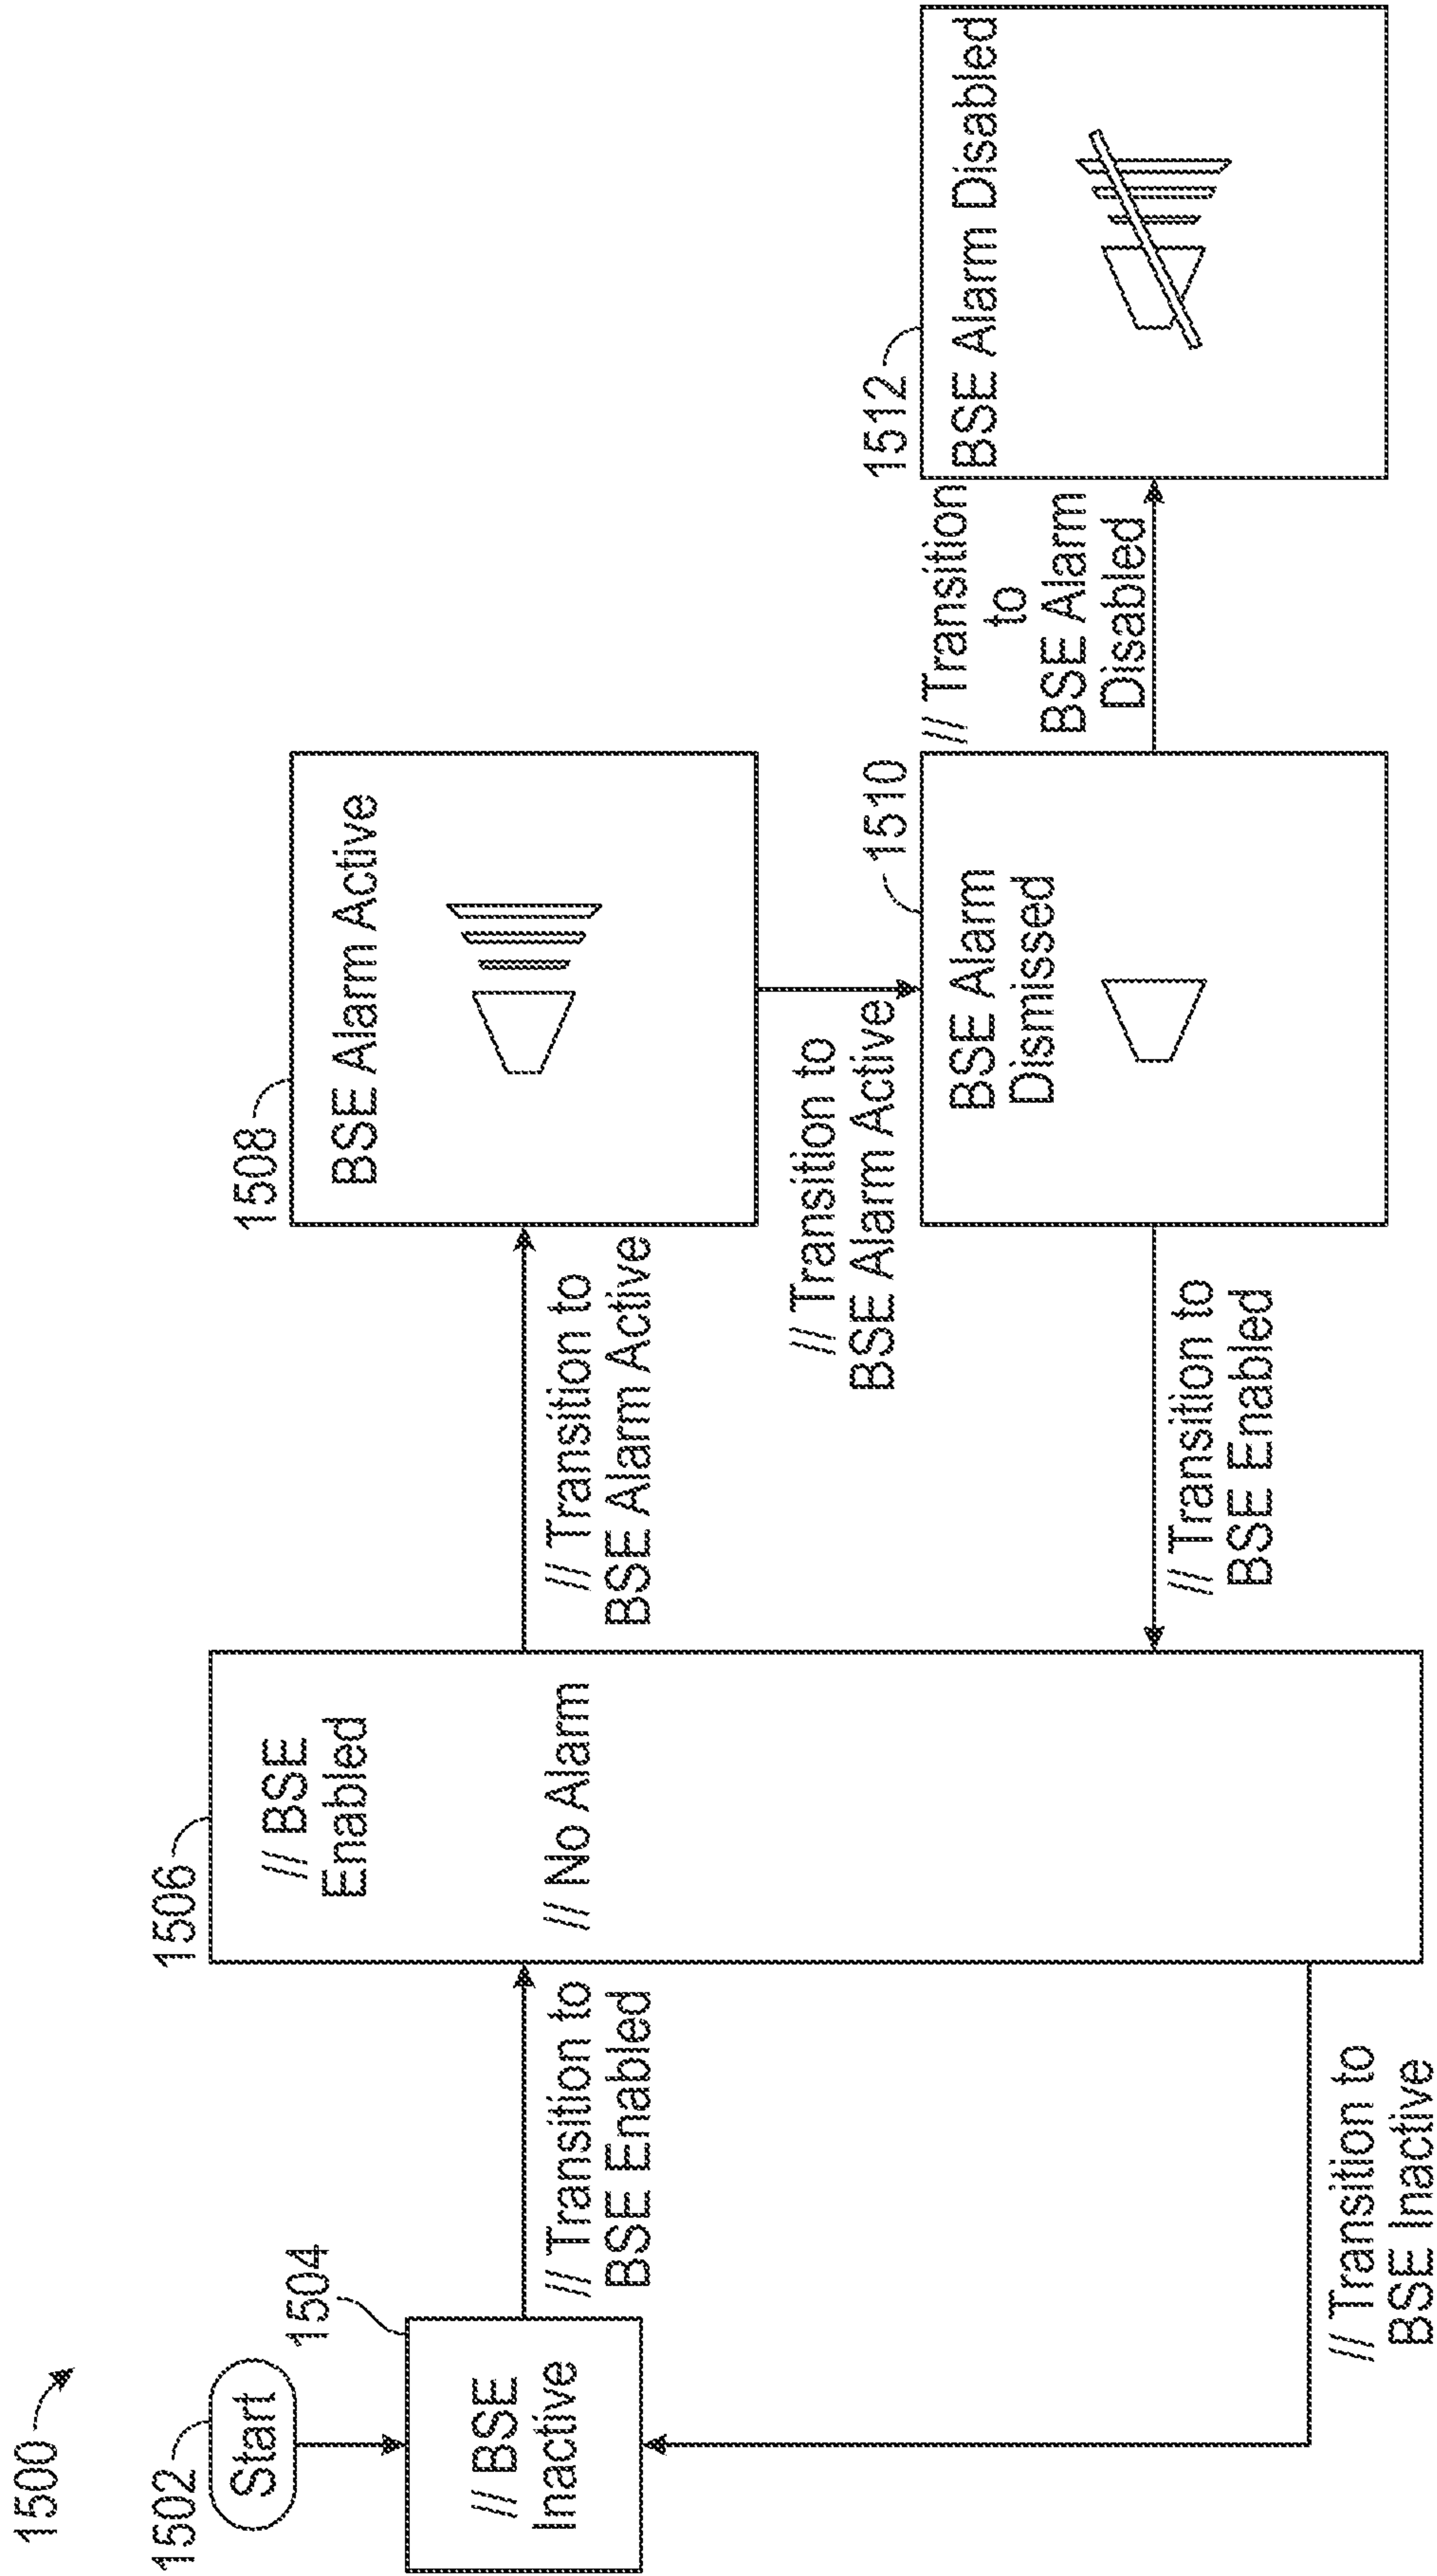 1500
1502
Start
1504
// BSE
Inactive
// Transition to
BSE Enabled
1506
// BSE
Enabled
// No Alarm
// Transition to
BSE Alarm Active
1508
BSE Alarm Active
// Transition to
BSE Alarm Active
1510
BSE Alarm
Dismissed
// Transition
to
BSE Alarm
Disabled
1512
BSE Alarm Disabled
// Transition to
BSE Enabled
// Transition to
BSE Inactive